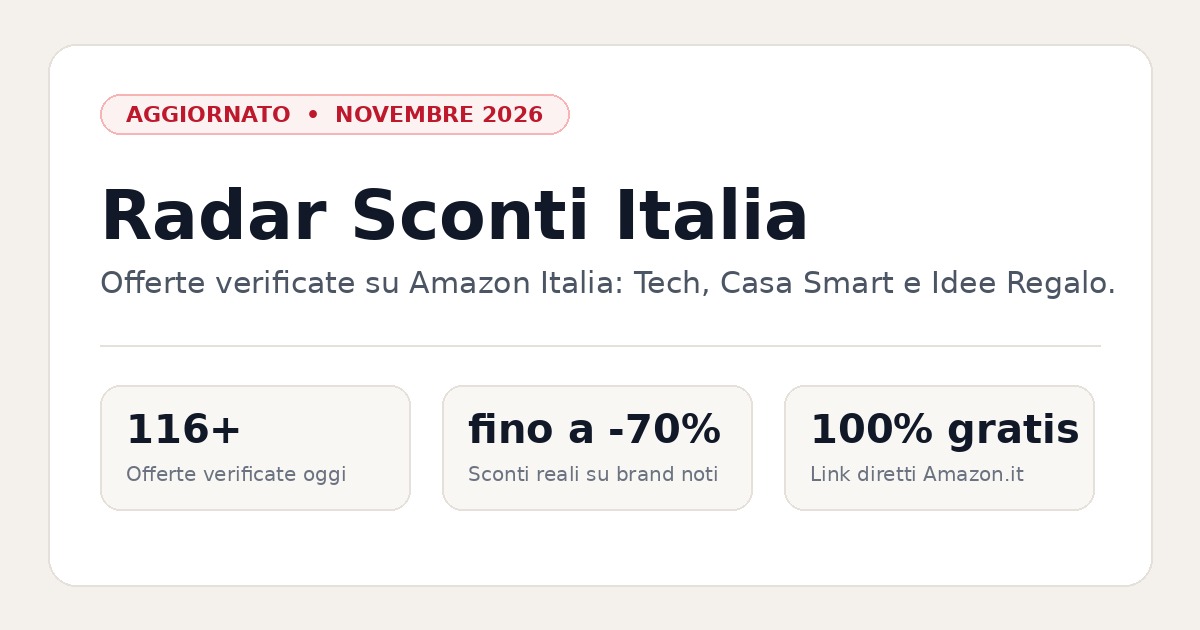 AGGIORNATO • NOVEMBRE 2026
Radar Sconti Italia
Offerte verificate su Amazon Italia: Tech, Casa Smart e Idee Regalo.
116+
Offerte verificate oggi
fino a -70%
Sconti reali su brand noti
100% gratis
Link diretti Amazon.it